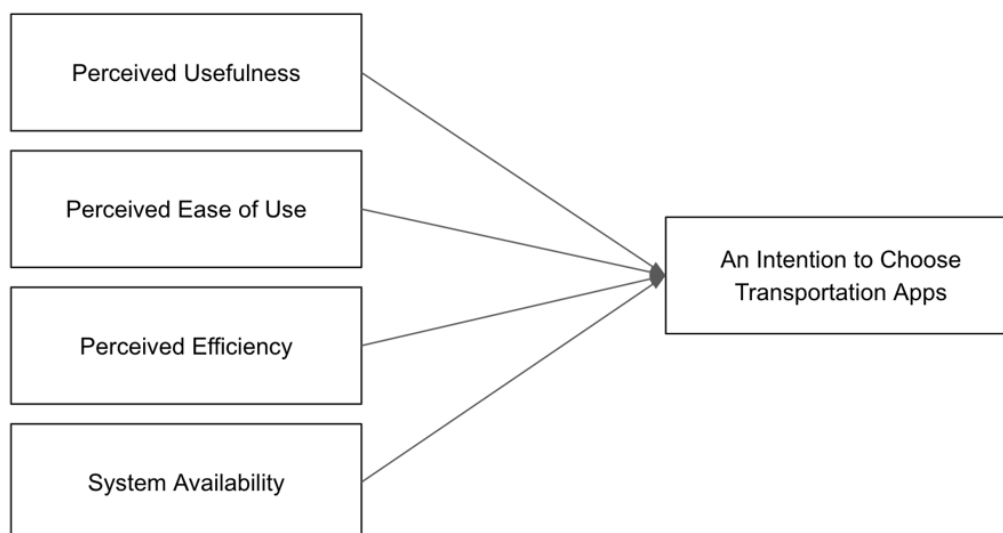 Perceived Usefulness
Perceived Ease of Use
Perceived Efficiency
System Availability
An Intention to Choose
Transportation Apps